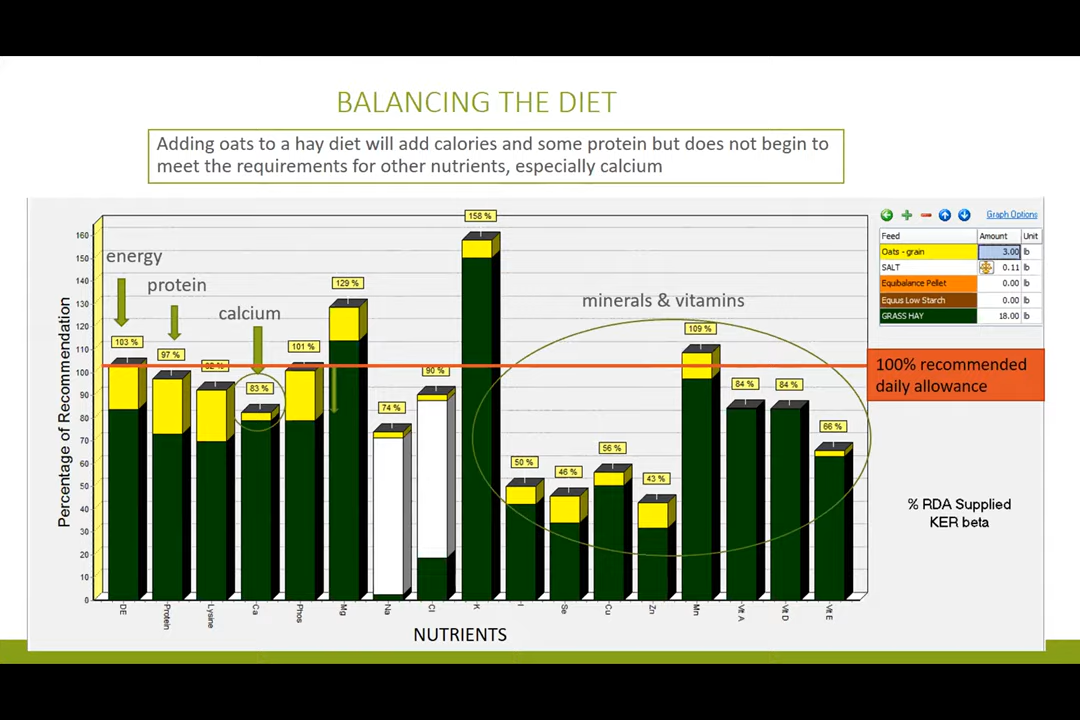 BALANCING THE DIET
Adding oats to a hay diet will add calories and some protein but does not begin to
meet the requirements for other nutrients, especially calcium
Graph Options
Feed Amount Unit
Oats - grain 3.00 lb
SALT 0.11 lb
Equibalance Pellet 0.00 lb
Equus Low Starch 0.00 lb
GRASS HAY 18.00 lb
energy
protein
calcium
minerals & vitamins
100% recommended
daily allowance
% RDA Supplied
KER beta
Percentage of Recommendation
160
150
140
130
120
110
100
90
80
70
60
50
40
30
20
10
0
103 %
97 %
83 %
101 %
129 %
74 %
90 %
158 %
50 %
46 %
56 %
43 %
109 %
84 %
84 %
66 %
DE
Protein
Lysine
Ca
Phos
Mg
Na
Cl
K
I
Se
Cu
Zn
Mn
Vit A
Vit D
Vit E
NUTRIENTS